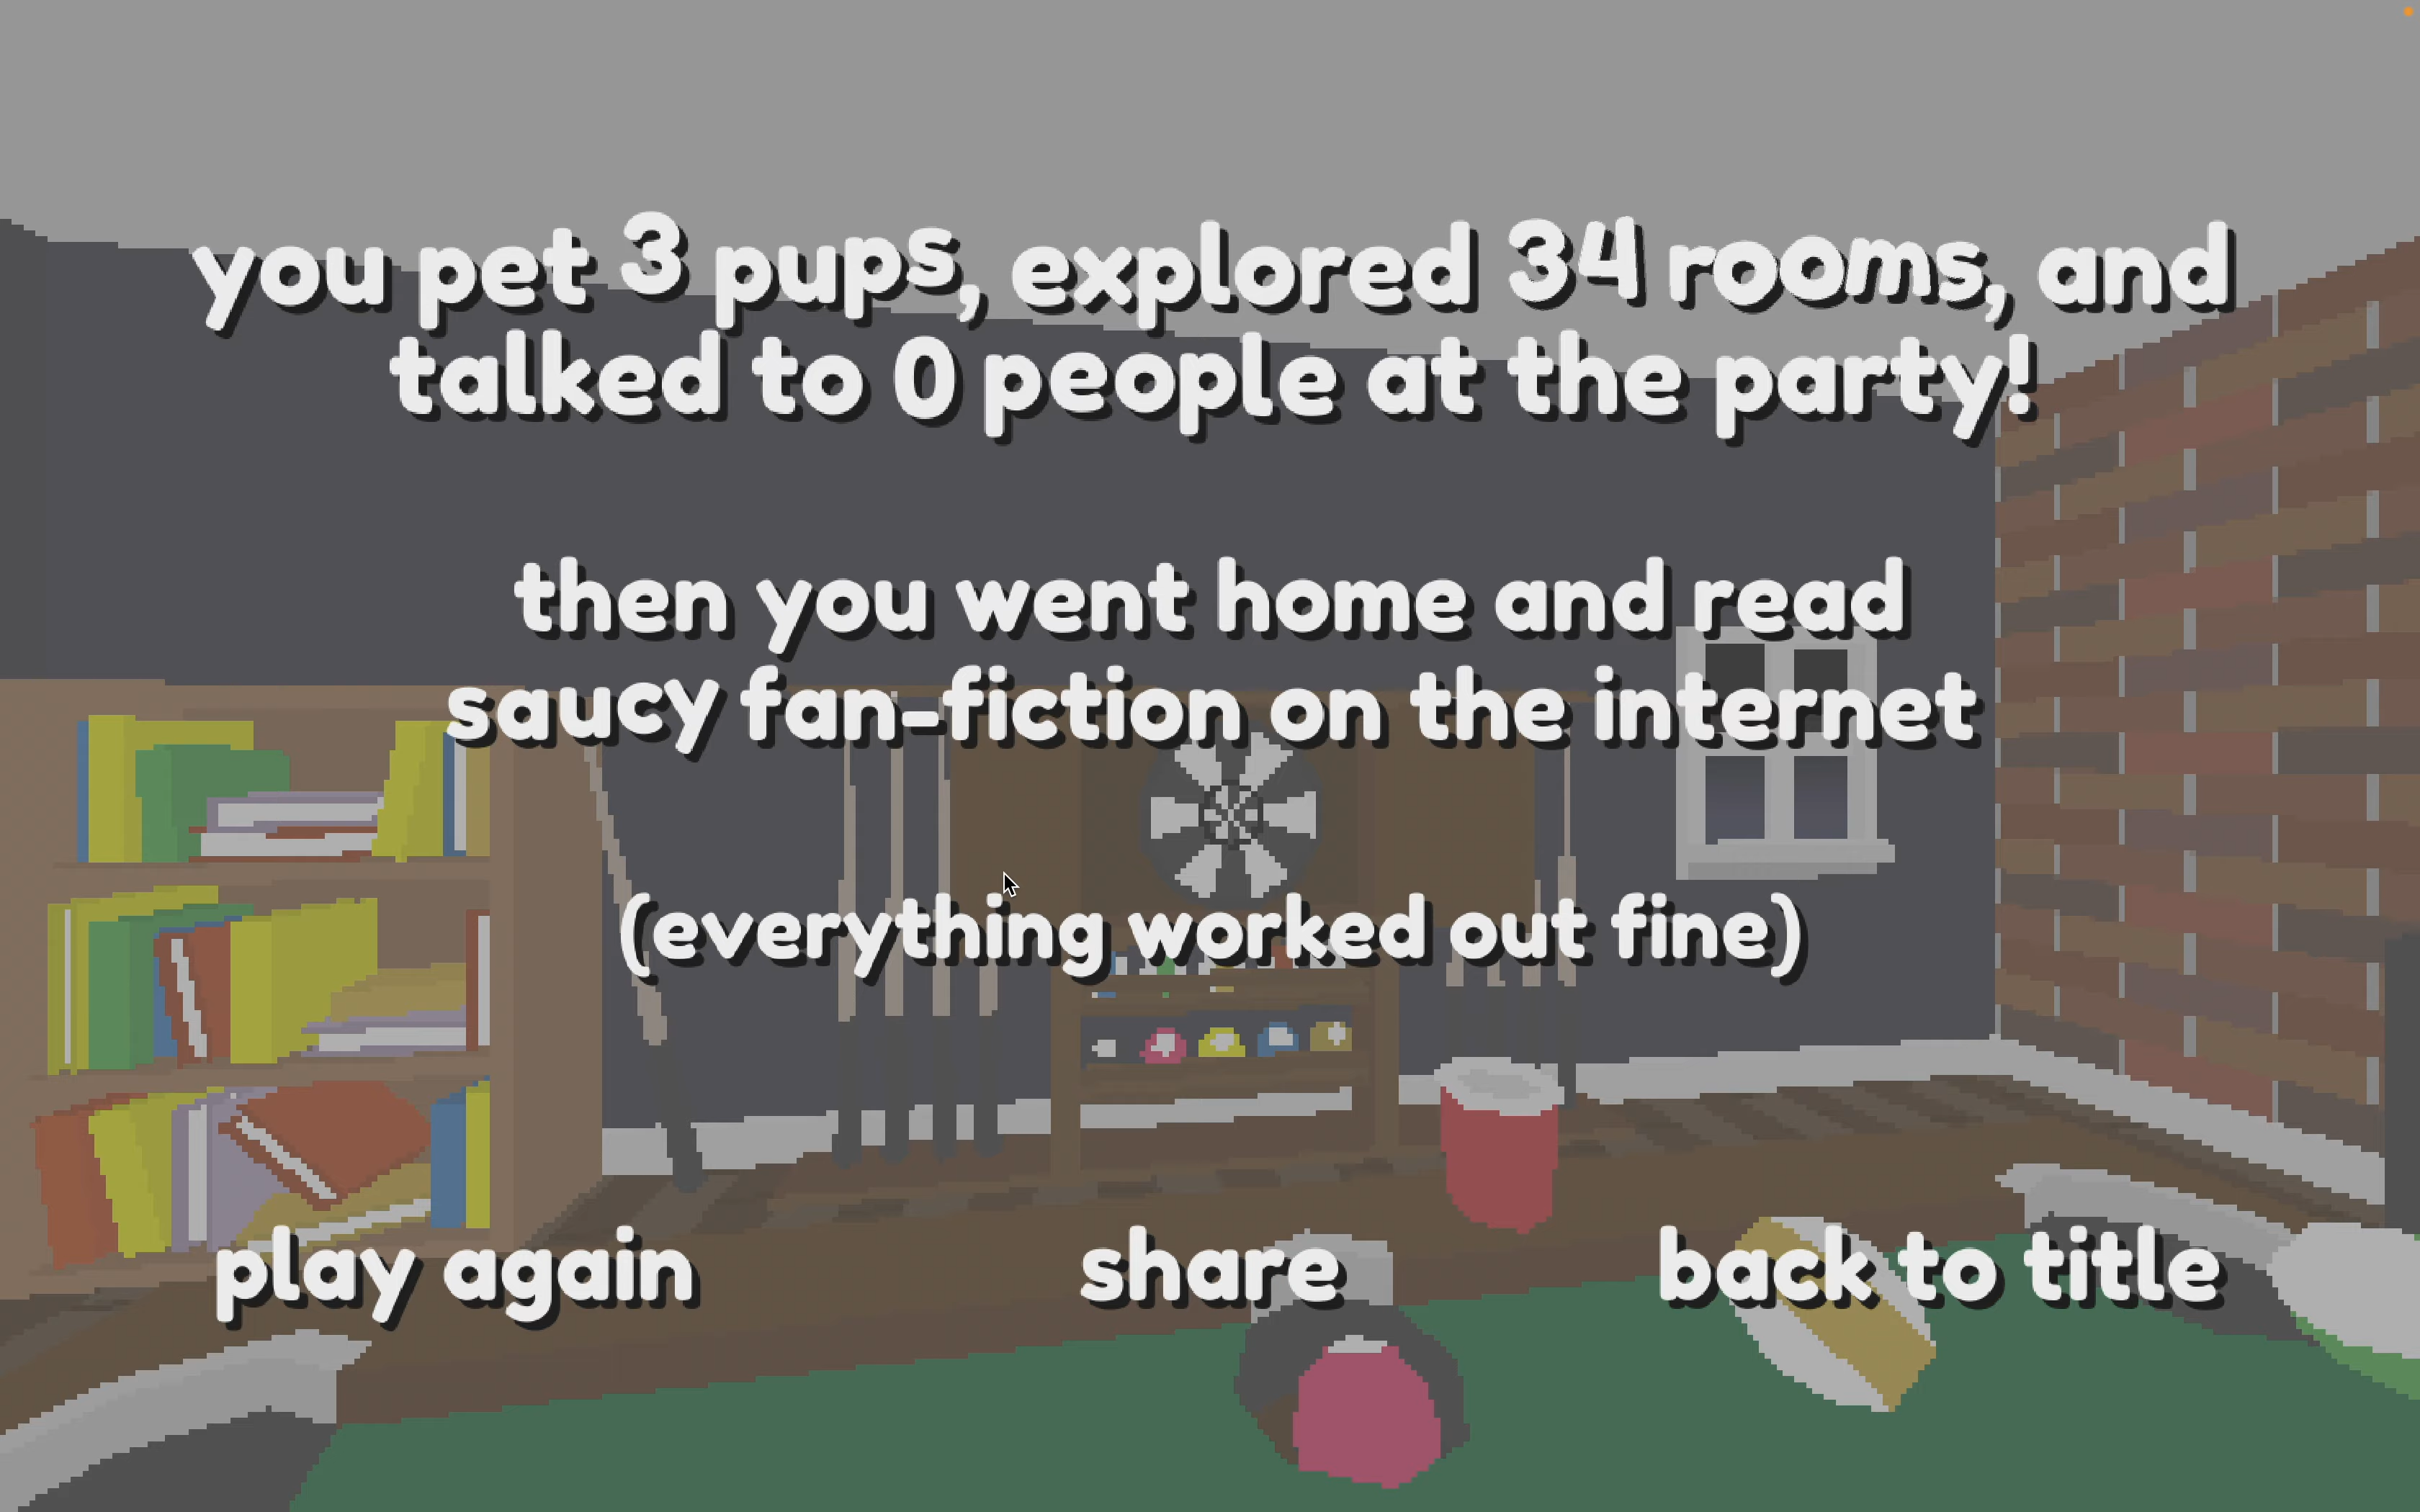 you pet 3 pups, explored 34 rooms, and
talked to 0 people at the party!
then you went home and read
saucy fan-fiction on the internet
(everything worked out fine)
play again
share
back to title